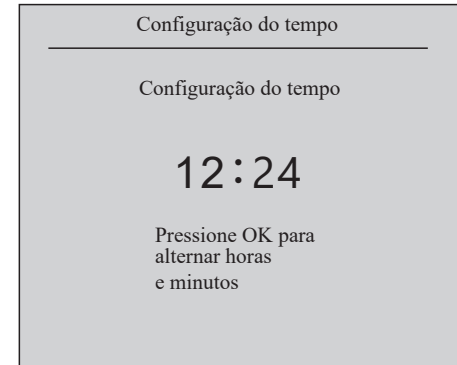 Configuração do tempo
Configuração do tempo
12:24
Pressione OK para
alternar horas
e minutos